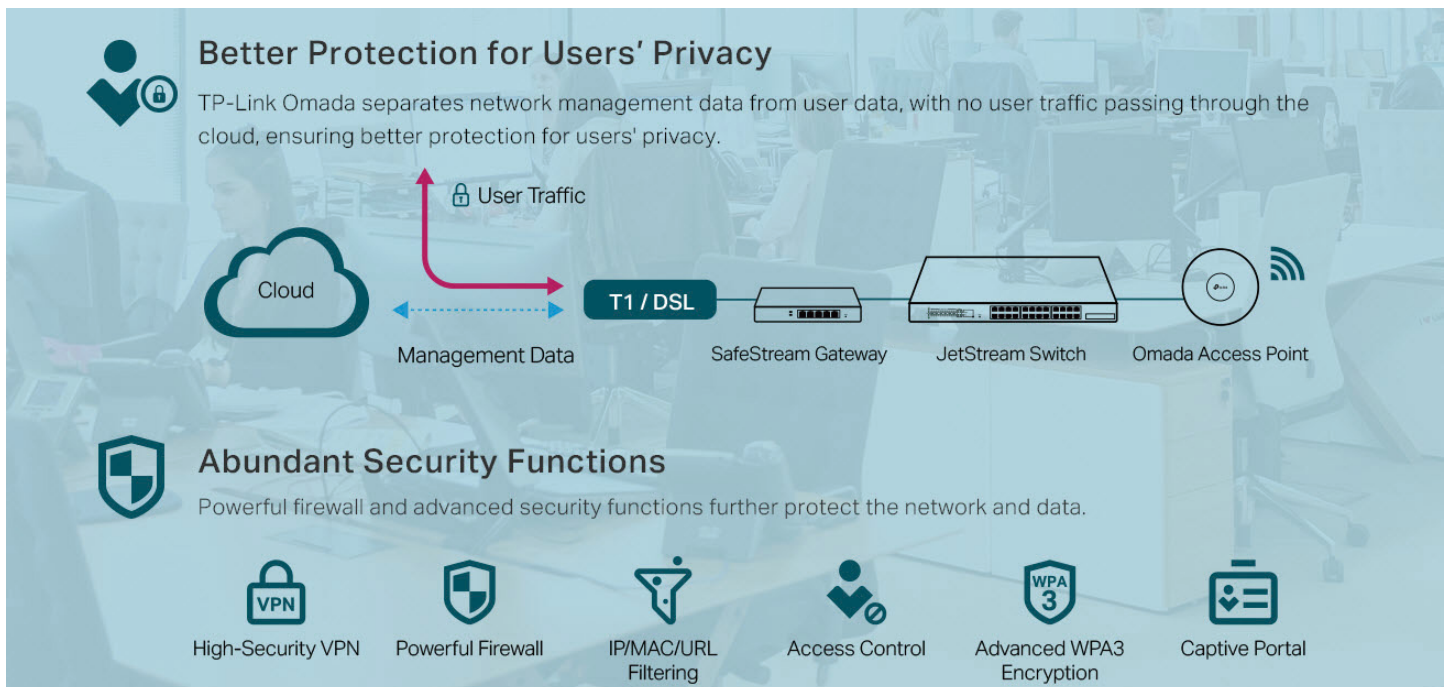 Better Protection for Users' Privacy
TP-Link Omada separates network management data from user data, with no user traffic passing through the
cloud, ensuring better protection for users' privacy.
User Traffic
Cloud
T1 / DSL
Management Data
SafeStream Gateway
JetStream Switch
Omada Access Point
Abundant Security Functions
Powerful firewall and advanced security functions further protect the network and data.
VPN
WPA
3
High-Security VPN
Powerful Firewall
IP/MAC/URL
Filtering
Access Control
Advanced WPA3
Encryption
Captive Portal